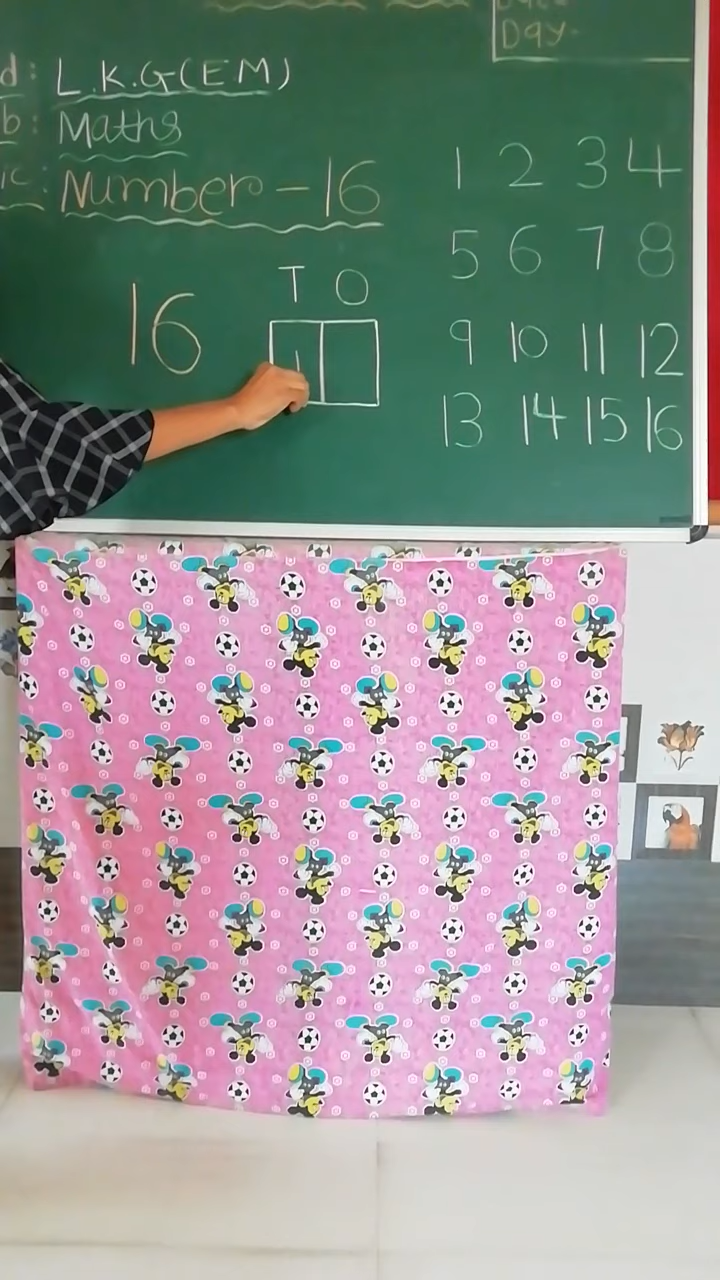 Day-
d: L.K.G(EM)
b: Maths
ic: Number-16
1 2 3 4
5 6 7 8
9 10 11 12
13 14 15 16
T O
16 1